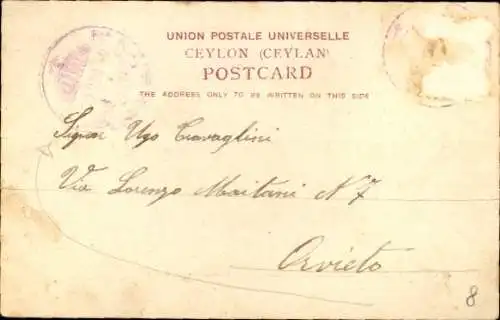 UNION POSTALE UNIVERSELLE
CEYLON (CEYLAN)
POSTCARD
THE ADDRESS ONLY TO BE WRITTEN ON THIS SIDE
Signor Ugo Travaglini
Via Lorenzo Maitani N 7
Orvieto
8